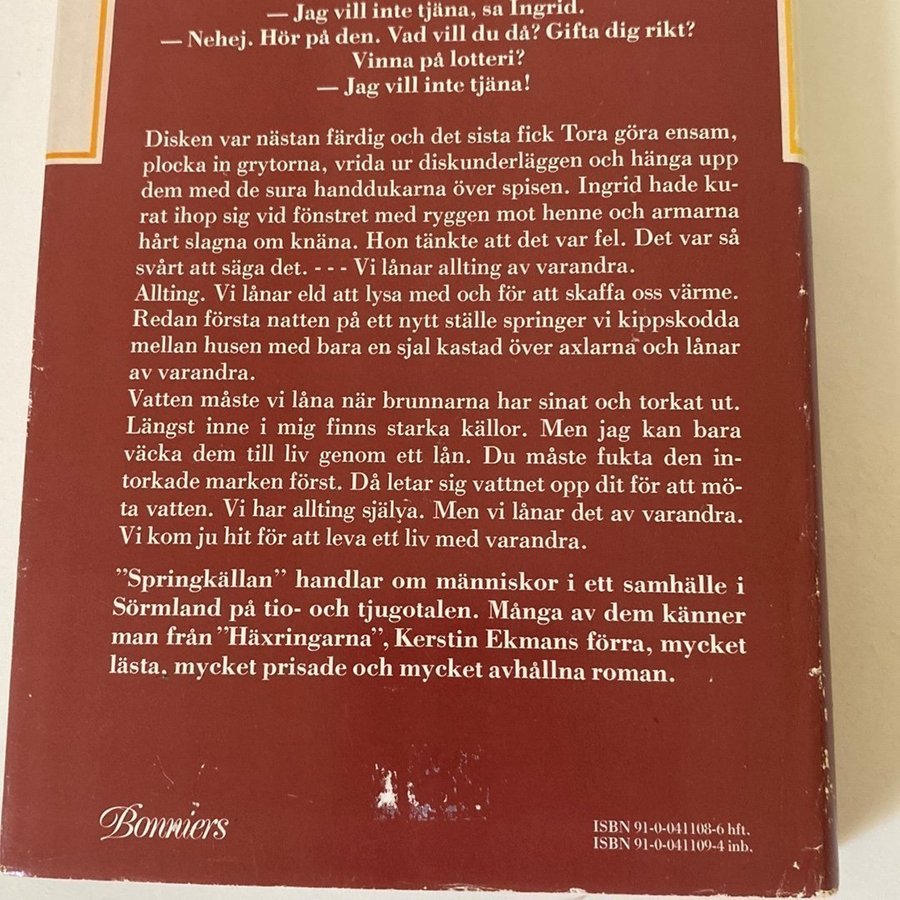 — Jag vill inte tjäna, sa Ingrid.
— Nehej. Hör på den. Vad vill du då? Gifta dig rikt?
Vinna på lotteri?
— Jag vill inte tjäna!
Disken var nästan färdig och det sista fick Tora göra ensam,
plocka in grytorna, vrida ur diskunderläggen och hänga upp
dem med de sura handdukarna över spisen. Ingrid hade ku-
rat ihop sig vid fönstret med ryggen mot henne och armarna
hårt slagna om knäna. Hon tänkte att det var fel. Det var så
svårt att säga det. - - - Vi lånar allting av varandra.
Allting. Vi lånar eld att lysa med och för att skaffa oss värme.
Redan första natten på ett nytt ställe springer vi kippskodda
mellan husen med bara en sjal kastad över axlarna och lånar
av varandra.
Vatten måste vi låna när brunnarna har sinat och torkat ut.
Längst inne i mig finns starka källor. Men jag kan bara
väcka dem till liv genom ett lån. Du måste fukta den in-
torkade marken först. Då letar sig vattnet opp dit för att mö-
ta vatten. Vi har allting själva. Men vi lånar det av varandra.
Vi kom ju hit för att leva ett liv med varandra.
"Springkällan" handlar om människor i ett samhälle i
Sörmland på tio- och tjugotalen. Många av dem känner
man från "Häxringarna", Kerstin Ekmans förra, mycket
lästa, mycket prisade och mycket avhållna roman.
Bonniers
ISBN 91-0-041108-6 hft.
ISBN 91-0-041109-4 inb.